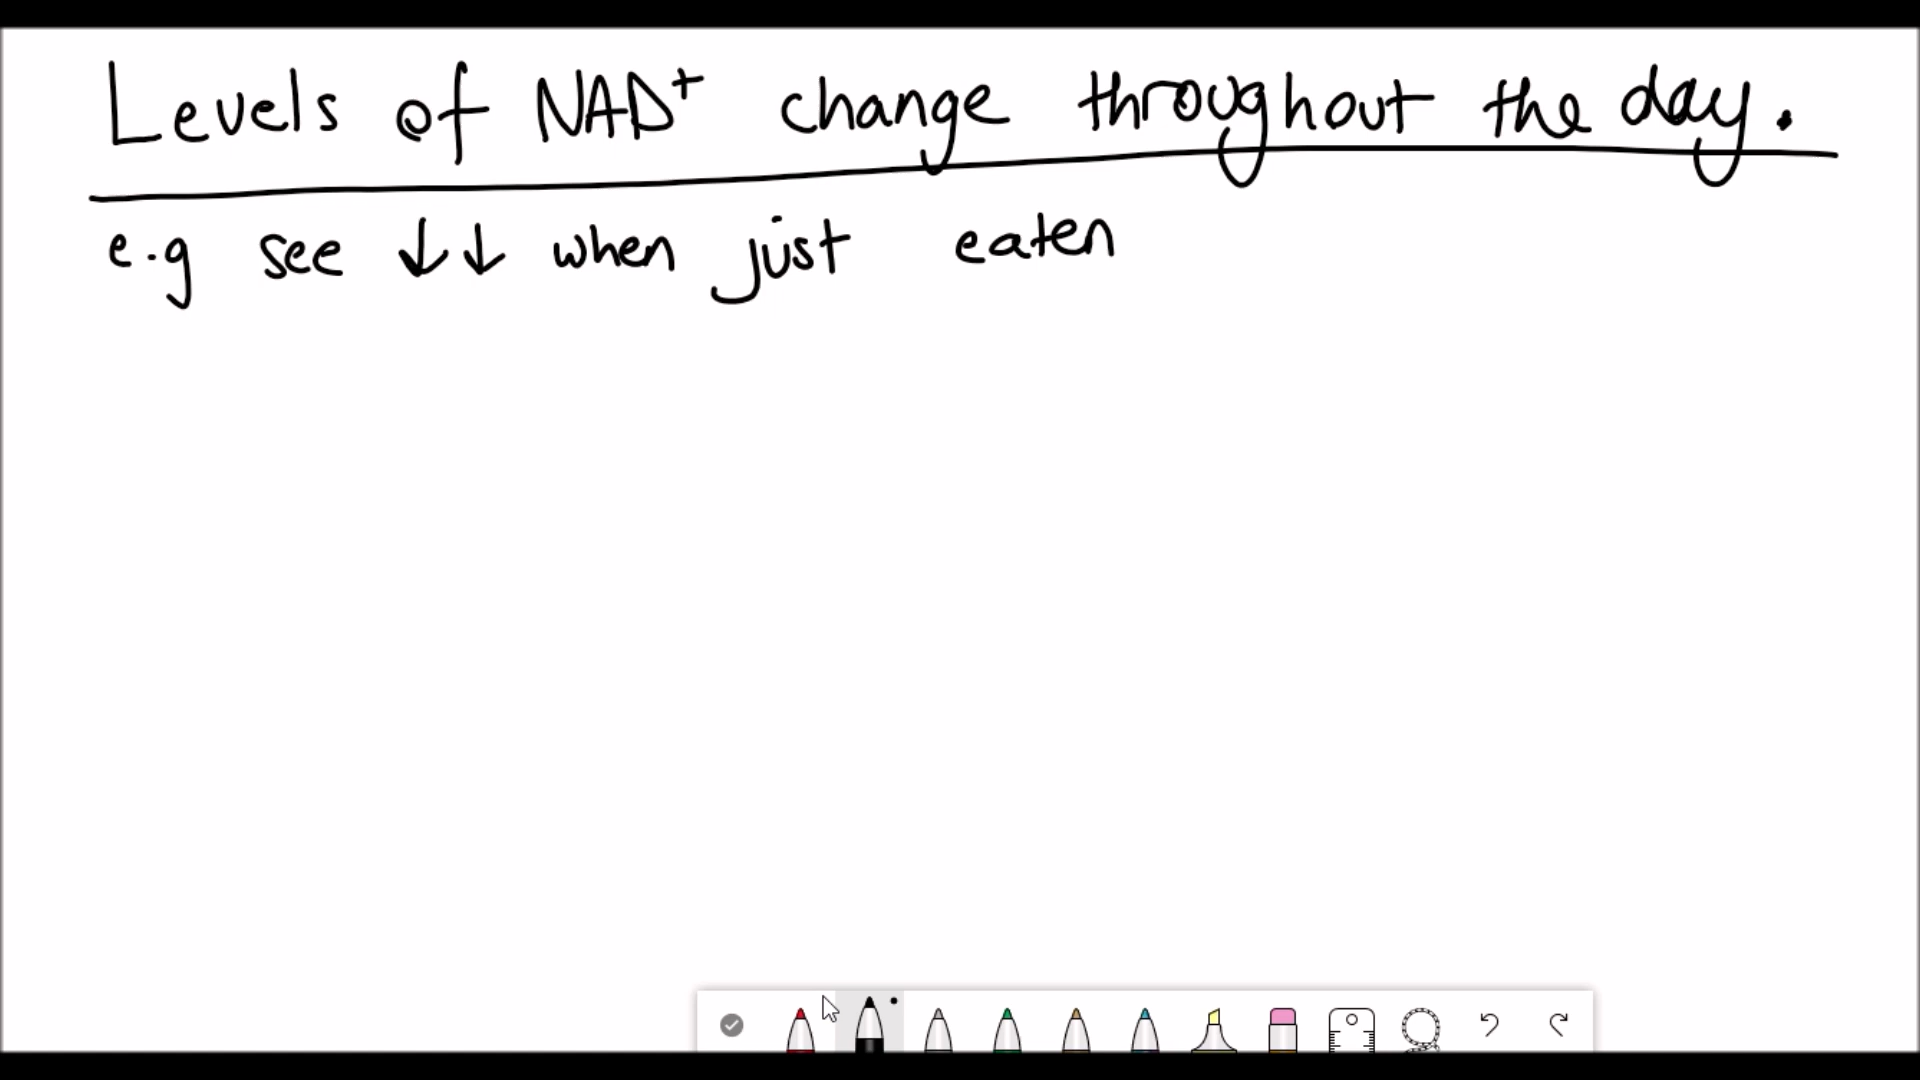 Levels of NAD⁺ change throughout the day.
e.g see ↓↓ when just eaten